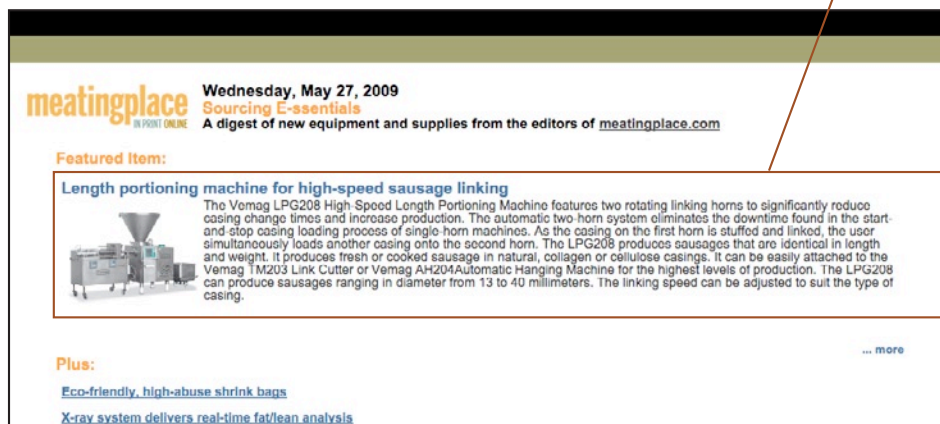 meatingplace
IN PRINT ONLINE
Wednesday, May 27, 2009
Sourcing E-ssentials
A digest of new equipment and supplies from the editors of meatingplace.com
Featured Item:
Length portioning machine for high-speed sausage linking
The Vemag LPG208 High-Speed Length Portioning Machine features two rotating linking horns to significantly reduce
casing change times and increase production. The automatic two-horn system eliminates the downtime found in the start-
and-stop casing loading process of single-horn machines. As the casing on the first horn is stuffed and linked, the user
simultaneously loads another casing onto the second horn. The LPG208 produces sausages that are identical in length
and weight. It produces fresh or cooked sausage in natural, collagen or cellulose casings. It can be easily attached to the
Vemag TM203 Link Cutter or Vemag AH204Automatic Hanging Machine for the highest levels of production. The LPG208
can produce sausages ranging in diameter from 13 to 40 millimeters. The linking speed can be adjusted to suit the type of
casing.
... more
Plus:
Eco-friendly, high-abuse shrink bags
X-ray system delivers real-time fat/lean analysis